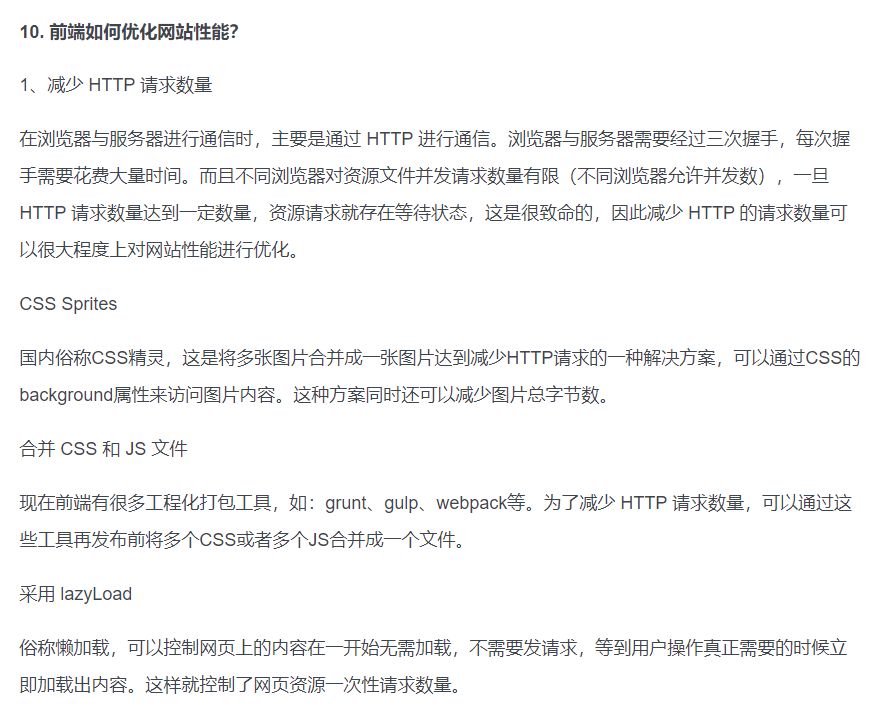 10. 前端如何优化网站性能？
1、减少 HTTP 请求数量
在浏览器与服务器进行通信时，主要是通过 HTTP 进行通信。浏览器与服务器需要经过三次握手，每次握
手需要花费大量时间。而且不同浏览器对资源文件并发请求数量有限（不同浏览器允许并发数），一旦
HTTP 请求数量达到一定数量，资源请求就存在等待状态，这是很致命的，因此减少 HTTP 的请求数量可
以很大程度上对网站性能进行优化。
CSS Sprites
国内俗称CSS精灵，这是将多张图片合并成一张图片达到减少HTTP请求的一种解决方案，可以通过CSS的
background属性来访问图片内容。这种方案同时还可以减少图片总字节数。
合并 CSS 和 JS 文件
现在前端有很多工程化打包工具，如：grunt、gulp、webpack等。为了减少 HTTP 请求数量，可以通过这
些工具再发布前将多个CSS或者多个JS合并成一个文件。
采用 lazyLoad
俗称懒加载，可以控制网页上的内容在一开始无需加载，不需要发请求，等到用户操作真正需要的时候立
即加载出内容。这样就控制了网页资源一次性请求数量。